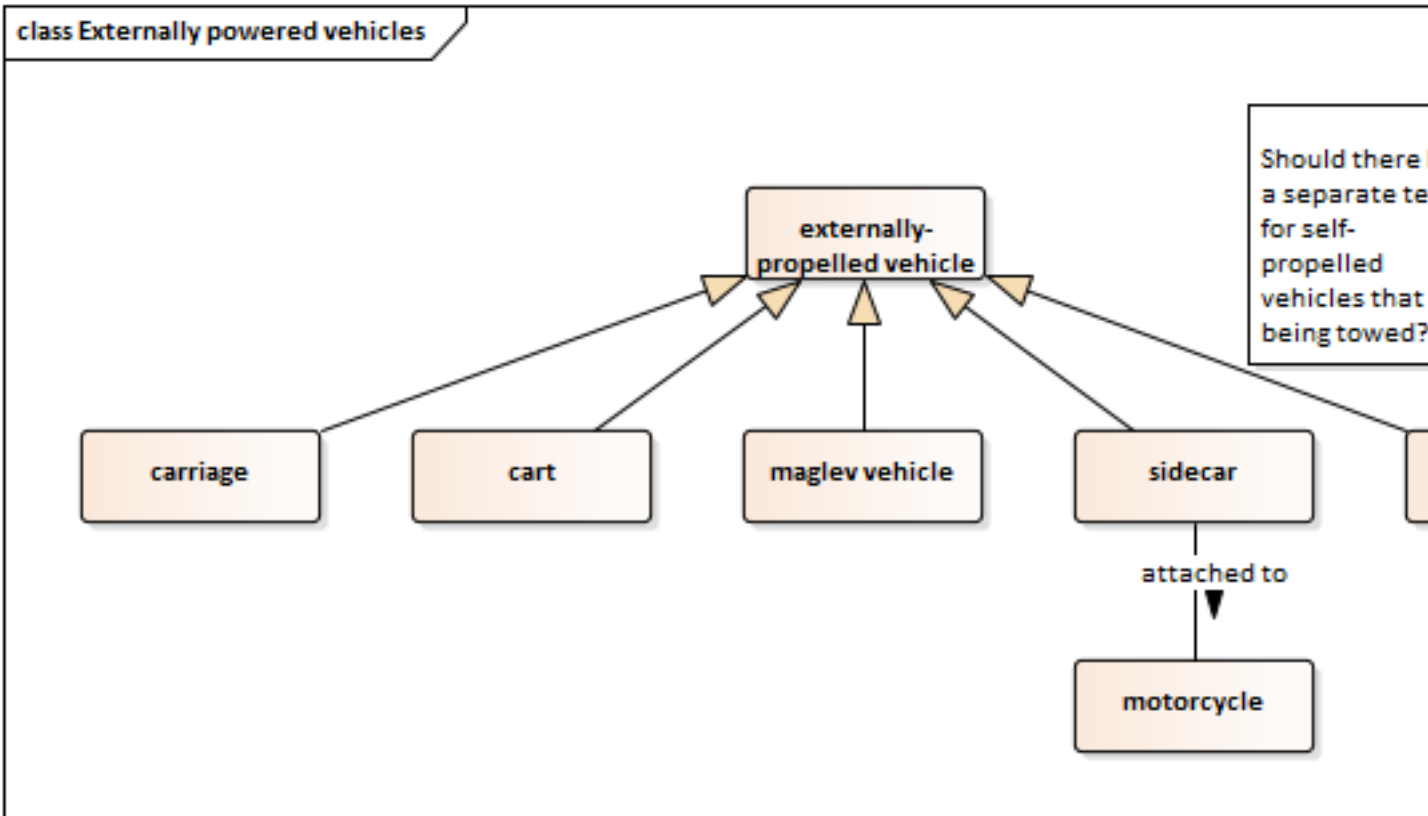 class Externally powered vehicles
Should there
a separate
for self-
propelled
vehicles that
being towed?
externally-
propelled vehicle
carriage
cart
maglev vehicle
sidecar
attached to
motorcycle